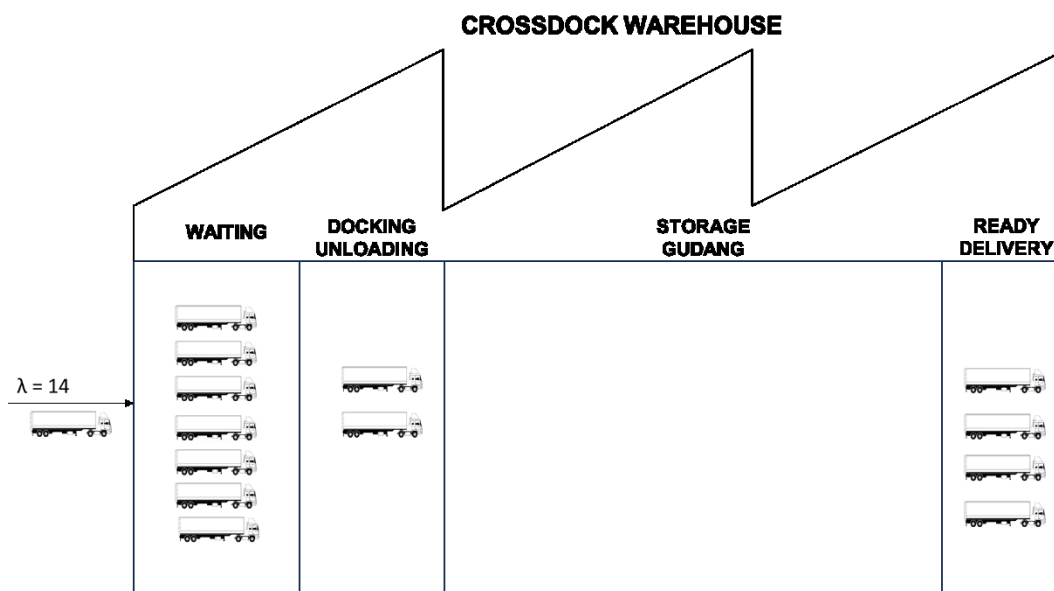 CROSSDOCK WAREHOUSE
WAITING
DOCKING
UNLOADING
STORAGE
GUDANG
READY
DELIVERY
λ = 14